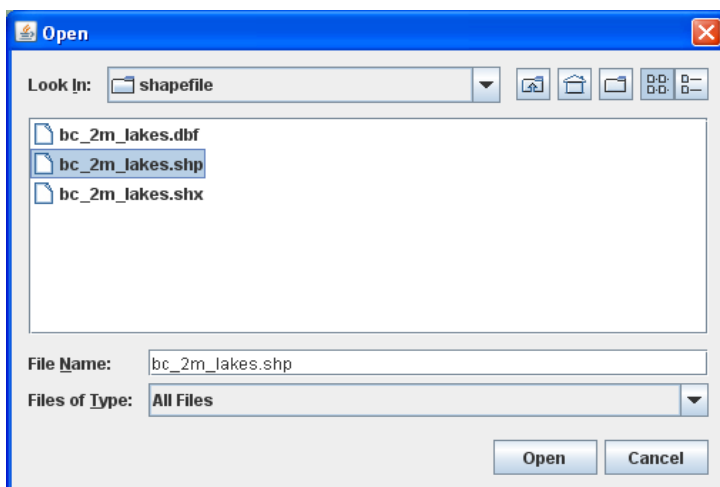 Open
Look In: shapefile
bc_2m_lakes.dbf
bc_2m_lakes.shp
bc_2m_lakes.shx
File Name: bc_2m_lakes.shp
Files of Type: All Files
Open Cancel